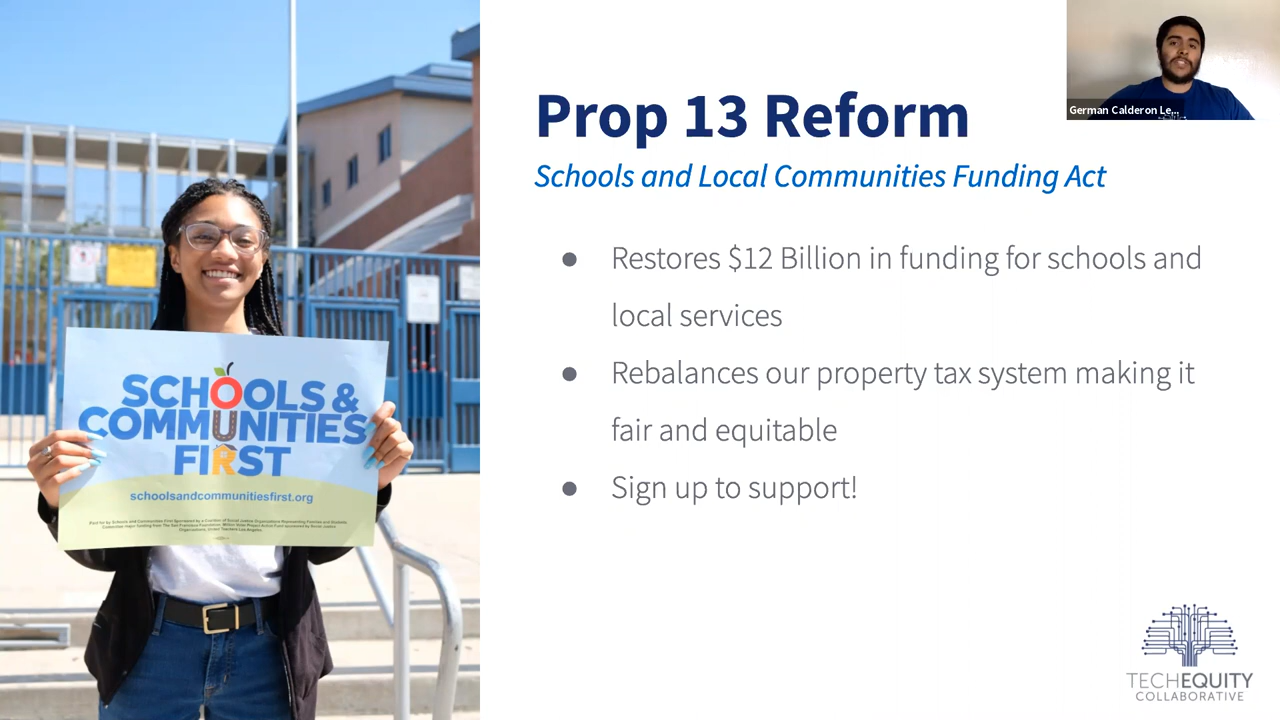 German Calderon Le...
Prop 13 Reform
Schools and Local Communities Funding Act
● Restores $12 Billion in funding for schools and
local services
● Rebalances our property tax system making it
fair and equitable
● Sign up to support!
SCHOOLS &
COMMUNITIES
FIRST
schoolsandcommunitiesfirst.org
TECHEQUITY
COLLABORATIVE